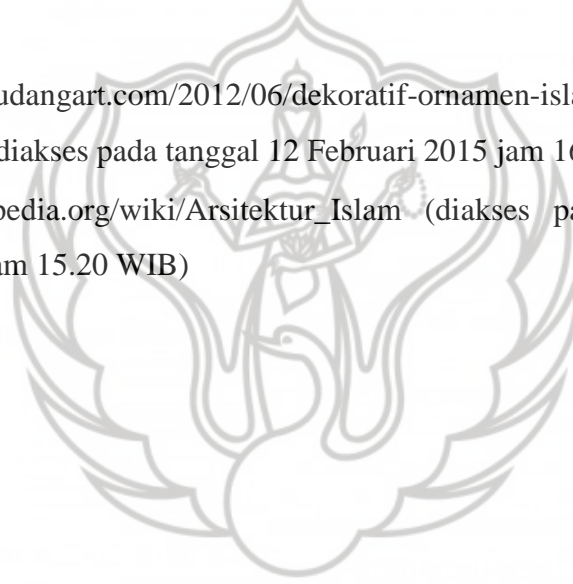 udangart.com/2012/06/dekoratif-ornamen-isla
diakses pada tanggal 12 Februari 2015 jam 16
pedia.org/wiki/Arsitektur_Islam (diakses pa
am 15.20 WIB)